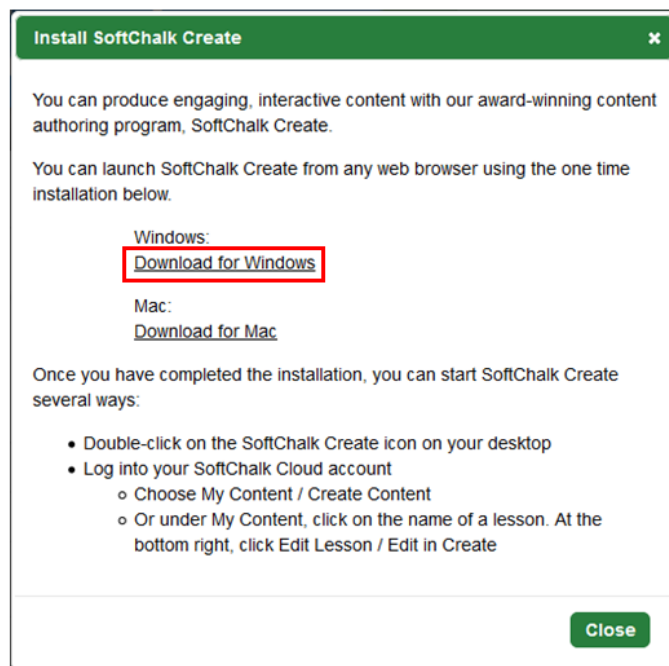 Install SoftChalk Create
You can produce engaging, interactive content with our award-winning content
authoring program, SoftChalk Create.
You can launch SoftChalk Create from any web browser using the one time
installation below.
Windows:
Download for Windows
Mac:
Download for Mac
Once you have completed the installation, you can start SoftChalk Create
several ways:
• Double-click on the SoftChalk Create icon on your desktop
• Log into your SoftChalk Cloud account
○ Choose My Content / Create Content
○ Or under My Content, click on the name of a lesson. At the
bottom right, click Edit Lesson / Edit in Create
Close